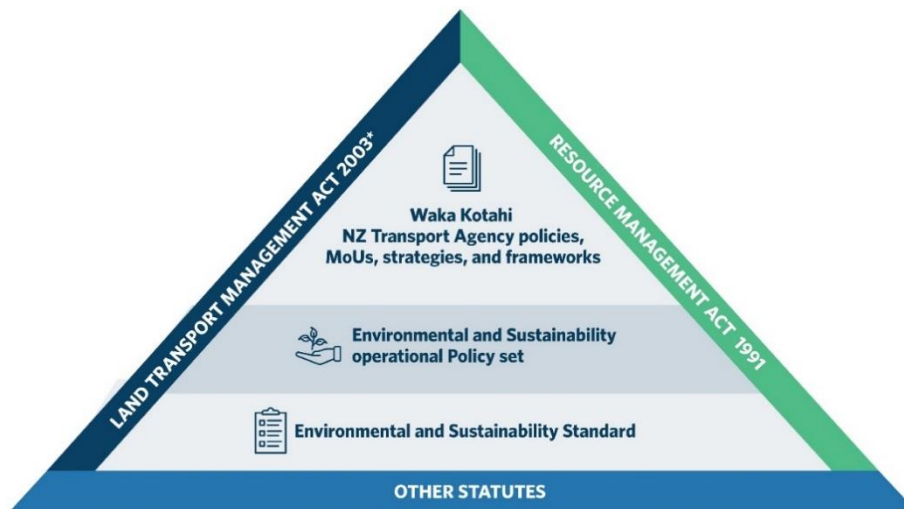 LAND TRANSPORT MANAGEMENT ACT 2003*
RESOURCE MANAGEMENT ACT 1991
Waka Kotahi
NZ Transport Agency policies,
MoUs, strategies, and frameworks
Environmental and Sustainability
operational Policy set
Environmental and Sustainability Standard
OTHER STATUTES